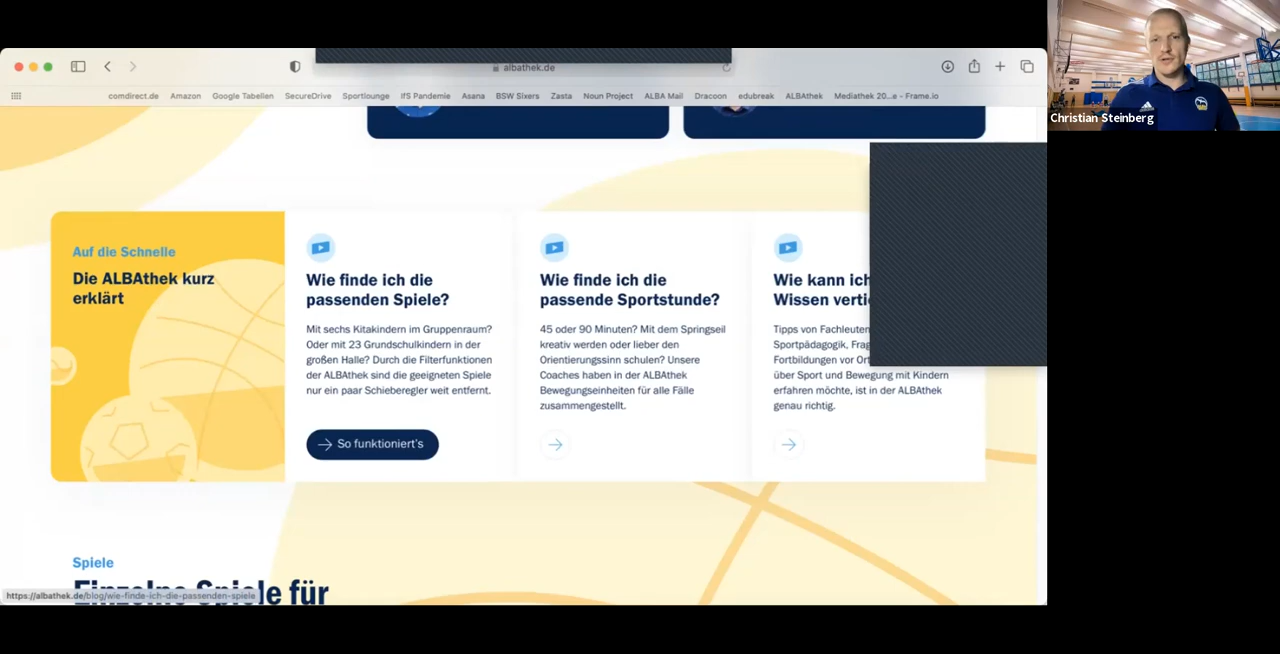 albathek.de
comdirect.de Amazon Google Tabellen SecureDrive Sportlounge IfS Pandemie Asana BSW Sixers Zasta Noun Project ALBA Mail Dracoon edubreak ALBAthek Mediathek 20...e - Frame.io
Christian Steinberg
Auf die Schnelle
Die ALBAthek kurz
erklärt
Wie finde ich die
passenden Spiele?
Mit sechs Kitakindern im Gruppenraum?
Oder mit 23 Grundschulkindern in der
großen Halle? Durch die Filterfunktionen
der ALBAthek sind die geeigneten Spiele
nur ein paar Schieberegler weit entfernt.
So funktioniert's
Wie finde ich die
passende Sportstunde?
45 oder 90 Minuten? Mit dem Springseil
kreativ werden oder lieber den
Orientierungssinn schulen? Unsere
Coaches haben in der ALBAthek
Bewegungseinheiten für alle Fälle
zusammengestellt.
Wie kann ich
Wissen
Tipps von Fachleuten
Sportpädagogik,
Fortbildungen vor
über Sport und Bewegung mit Kindern
erfahren möchte, ist in der ALBAthek
genau richtig.
Spiele
Einzelne Spiele für
https://albathek.de/blog/wie-finde-ich-die-passenden-spiele